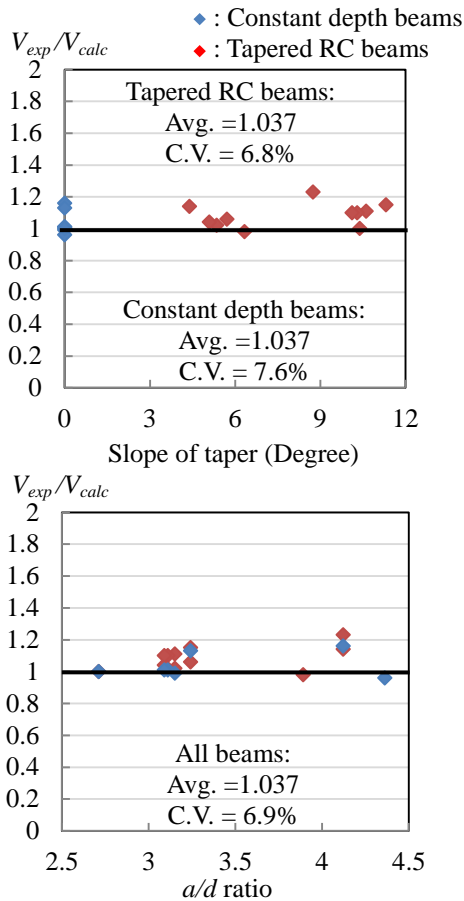 ◆ : Constant depth beams
◆ : Tapered RC beams
V_exp/V_calc
2
1.8
1.6
1.4
1.2
1
0.8
0.6
0.4
0.2
0
Tapered RC beams:
Avg. =1.037
C.V. = 6.8%
Constant depth beams:
Avg. =1.037
C.V. = 7.6%
0 3 6 9 12
Slope of taper (Degree)
V_exp/V_calc
2
1.8
1.6
1.4
1.2
1
0.8
0.6
0.4
0.2
0
All beams:
Avg. =1.037
C.V. = 6.9%
2.5 3 3.5 4 4.5
a/d ratio